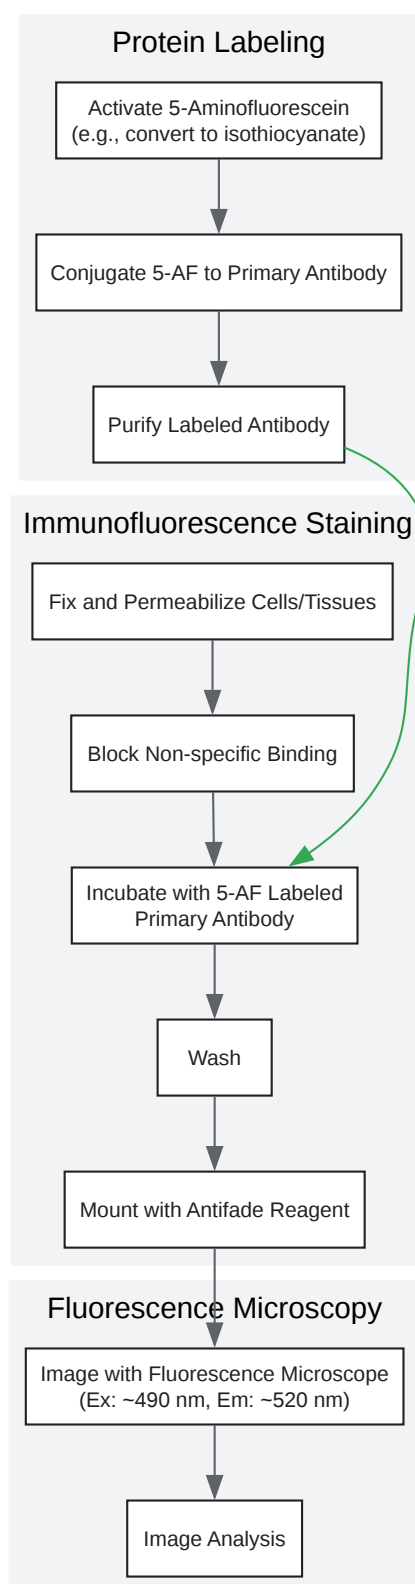 Protein Labeling
Activate 5-Aminofluorescein
(e.g., convert to isothiocyanate)
Conjugate 5-AF to Primary Antibody
Purify Labeled Antibody
Immunofluorescence Staining
Fix and Permeabilize Cells/Tissues
Block Non-specific Binding
Incubate with 5-AF Labeled
Primary Antibody
Wash
Mount with Antifade Reagent
Fluorescence Microscopy
Image with Fluorescence Microscope
(Ex: ~490 nm, Em: ~520 nm)
Image Analysis